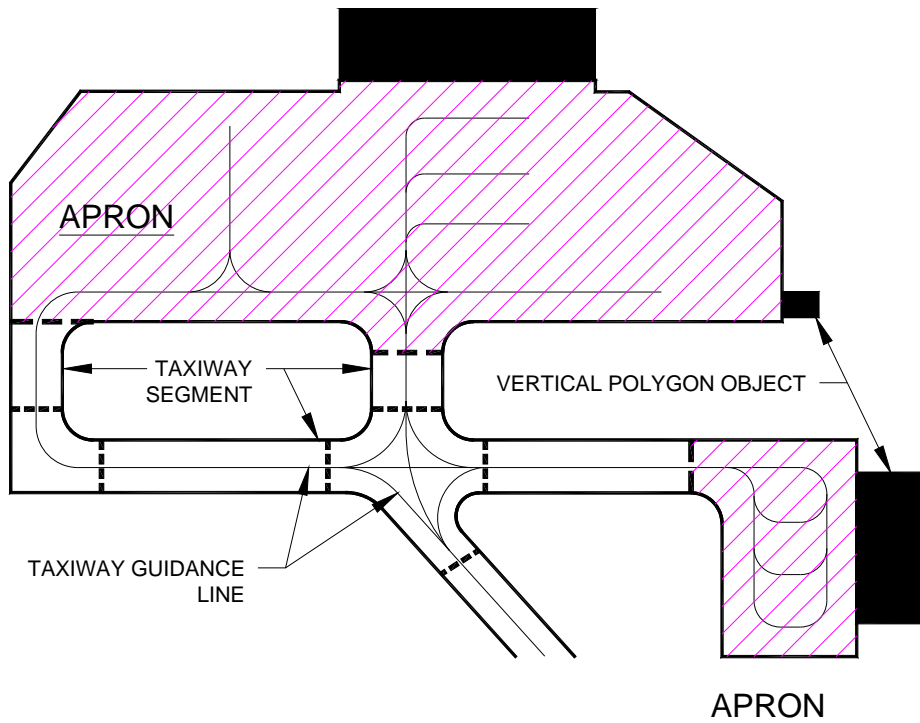 APRON
TAXIWAY
SEGMENT
VERTICAL POLYGON OBJECT
TAXIWAY GUIDANCE
LINE
APRON